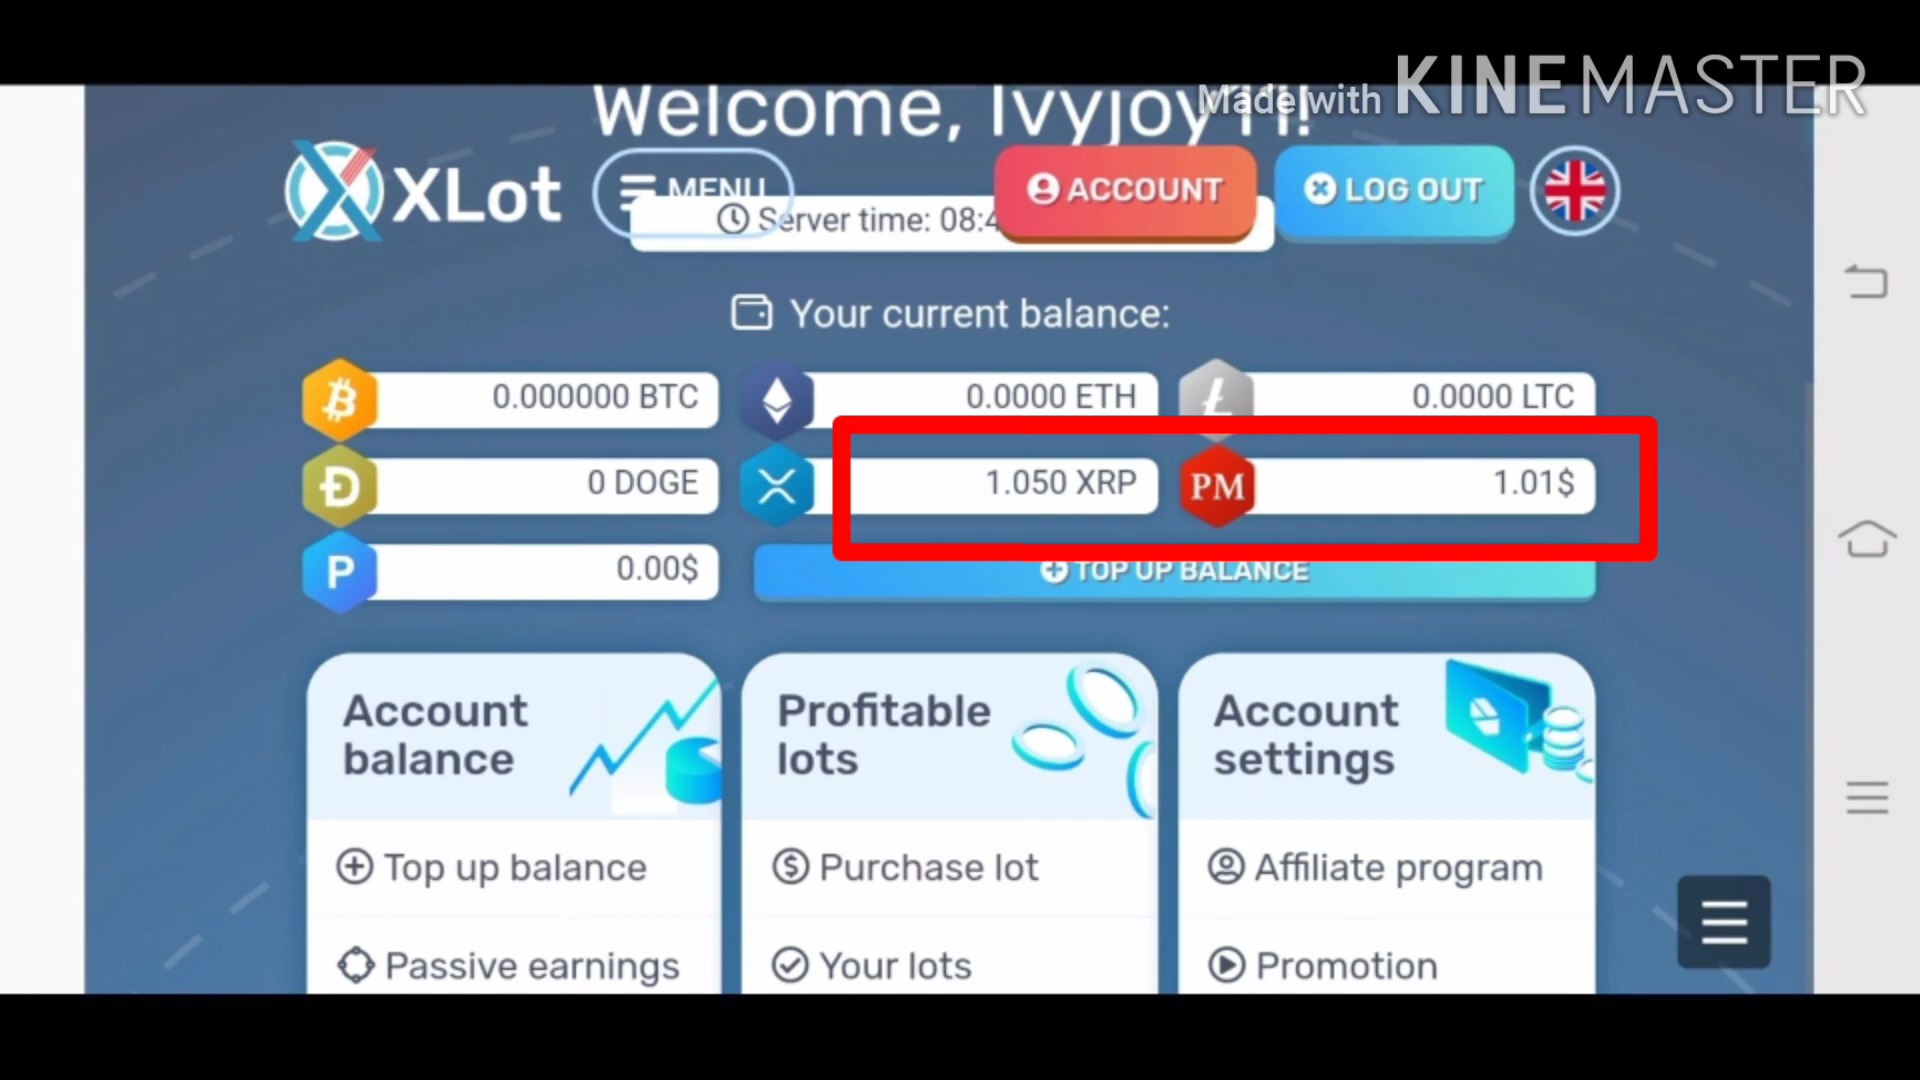 Made with KINEMASTER
Welcome, Ivyjoy
XLot
MENU
ACCOUNT
LOG OUT
Server time: 08:4
Your current balance:
0.000000 BTC
0.0000 ETH
0.0000 LTC
0 DOGE
1.050 XRP
PM
1.01$
P
0.00$
TOP UP BALANCE
Account
balance
Profitable
lots
Account
settings
Top up balance
Purchase lot
Affiliate program
Passive earnings
Your lots
Promotion